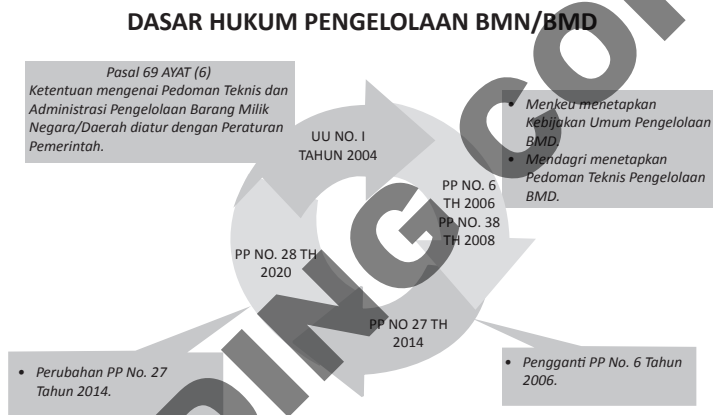 DASAR HUKUM PENGELOLAAN BMN/BMD
Pasal 69 AYAT (6)
Ketentuan mengenai Pedoman Teknis dan
Administrasi Pengelolaan Barang Milik
Negara/Daerah diatur dengan Peraturan
Pemerintah.
UU NO. I
TAHUN 2004
• Menkeu menetapkan
Kebijakan Umum Pengelolaan
BMD.
• Mendagri menetapkan
Pedoman Teknis Pengelolaan
BMD.
PP NO. 6
TH 2006
PP NO. 38
TH 2008
PP NO. 28 TH
2020
PP NO 27 TH
2014
• Perubahan PP No. 27
Tahun 2014.
• Pengganti PP No. 6 Tahun
2006.